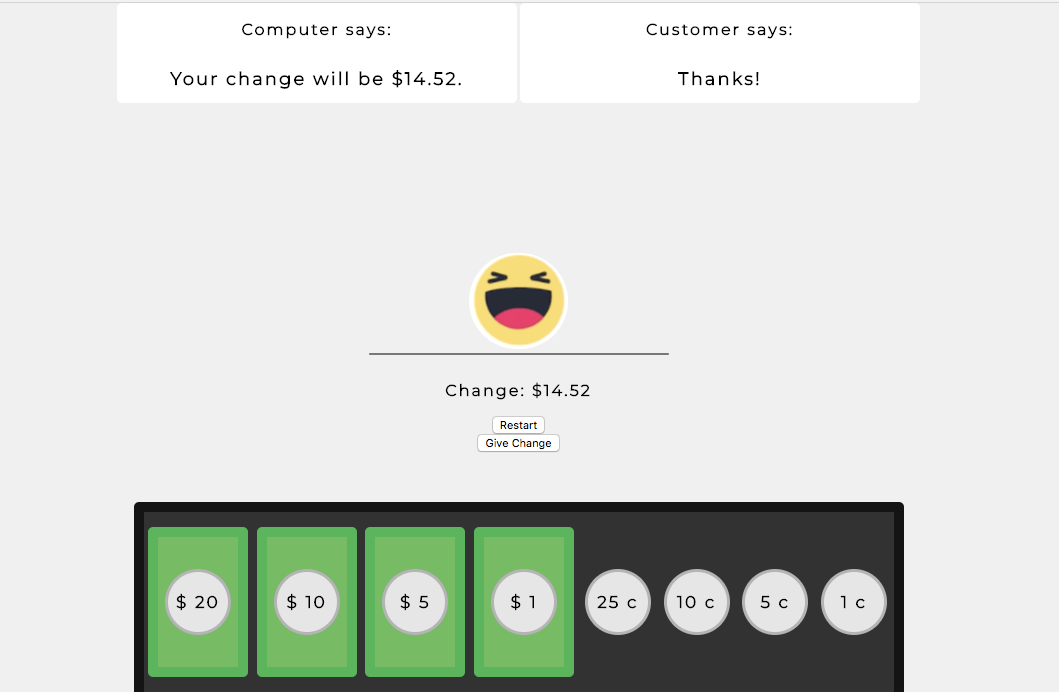 Computer says:
Your change will be $14.52.
Customer says:
Thanks!
Change: $14.52
Restart
Give Change
$ 20 $ 10 $ 5 $ 1 25 c 10 c 5 c 1 c